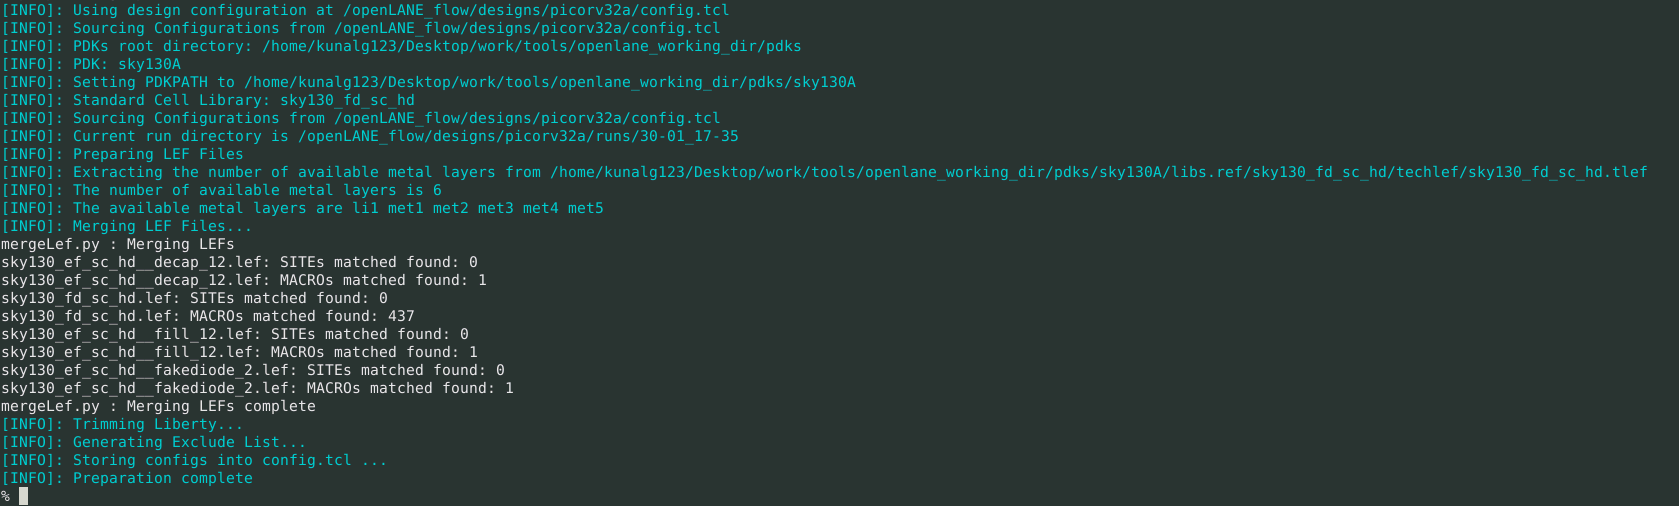 [INFO]: Using design configuration at /openLANE_flow/designs/picorv32a/config.tcl
[INFO]: Sourcing Configurations from /openLANE_flow/designs/picorv32a/config.tcl
[INFO]: PDKs root directory: /home/kunalg123/Desktop/work/tools/openlane_working_dir/pdks
[INFO]: PDK: sky130A
[INFO]: Setting PDKPATH to /home/kunalg123/Desktop/work/tools/openlane_working_dir/pdks/sky130A
[INFO]: Standard Cell Library: sky130_fd_sc_hd
[INFO]: Sourcing Configurations from /openLANE_flow/designs/picorv32a/config.tcl
[INFO]: Current run directory is /openLANE_flow/designs/picorv32a/runs/30-01_17-35
[INFO]: Preparing LEF Files
[INFO]: Extracting the number of available metal layers from /home/kunalg123/Desktop/work/tools/openlane_working_dir/pdks/sky130A/libs.ref/sky130_fd_sc_hd/techlef/sky130_fd_sc_hd.tlef
[INFO]: The number of available metal layers is 6
[INFO]: The available metal layers are li1 met1 met2 met3 met4 met5
[INFO]: Merging LEF Files...
mergeLef.py : Merging LEFs
sky130_ef_sc_hd__decap_12.lef: SITEs matched found: 0
sky130_ef_sc_hd__decap_12.lef: MACROs matched found: 1
sky130_fd_sc_hd.lef: SITEs matched found: 0
sky130_fd_sc_hd.lef: MACROs matched found: 437
sky130_ef_sc_hd__fill_12.lef: SITEs matched found: 0
sky130_ef_sc_hd__fill_12.lef: MACROs matched found: 1
sky130_ef_sc_hd__fakediode_2.lef: SITEs matched found: 0
sky130_ef_sc_hd__fakediode_2.lef: MACROs matched found: 1
mergeLef.py : Merging LEFs complete
[INFO]: Trimming Liberty...
[INFO]: Generating Exclude List...
[INFO]: Storing configs into config.tcl ...
[INFO]: Preparation complete
%